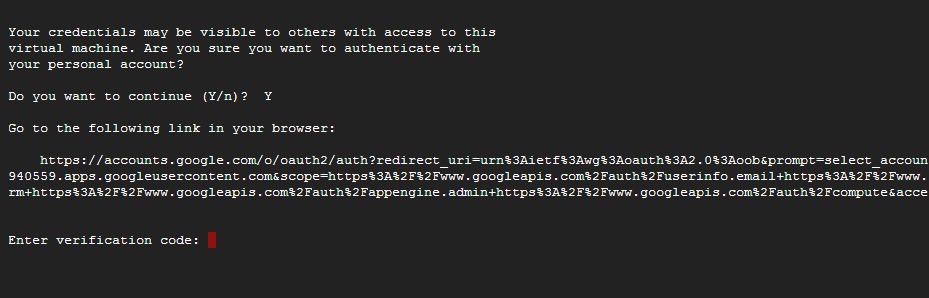 Your credentials may be visible to others with access to this
virtual machine. Are you sure you want to authenticate with
your personal account?
Do you want to continue (Y/n)?  Y
Go to the following link in your browser:
https://accounts.google.com/o/oauth2/auth?redirect_uri=urn%3Aietf%3Awg%3Aoauth%3A2.0%3Aoob&prompt=select_accoun
940559.apps.googleusercontent.com&scope=https%3A%2F%2Fwww.googleapis.com%2Fauth%2Fuserinfo.email+https%3A%2F%2Fwww.
rm+https%3A%2F%2Fwww.googleapis.com%2Fauth%2Fappengine.admin+https%3A%2F%2Fwww.googleapis.com%2Fauth%2Fcompute&acce
Enter verification code: